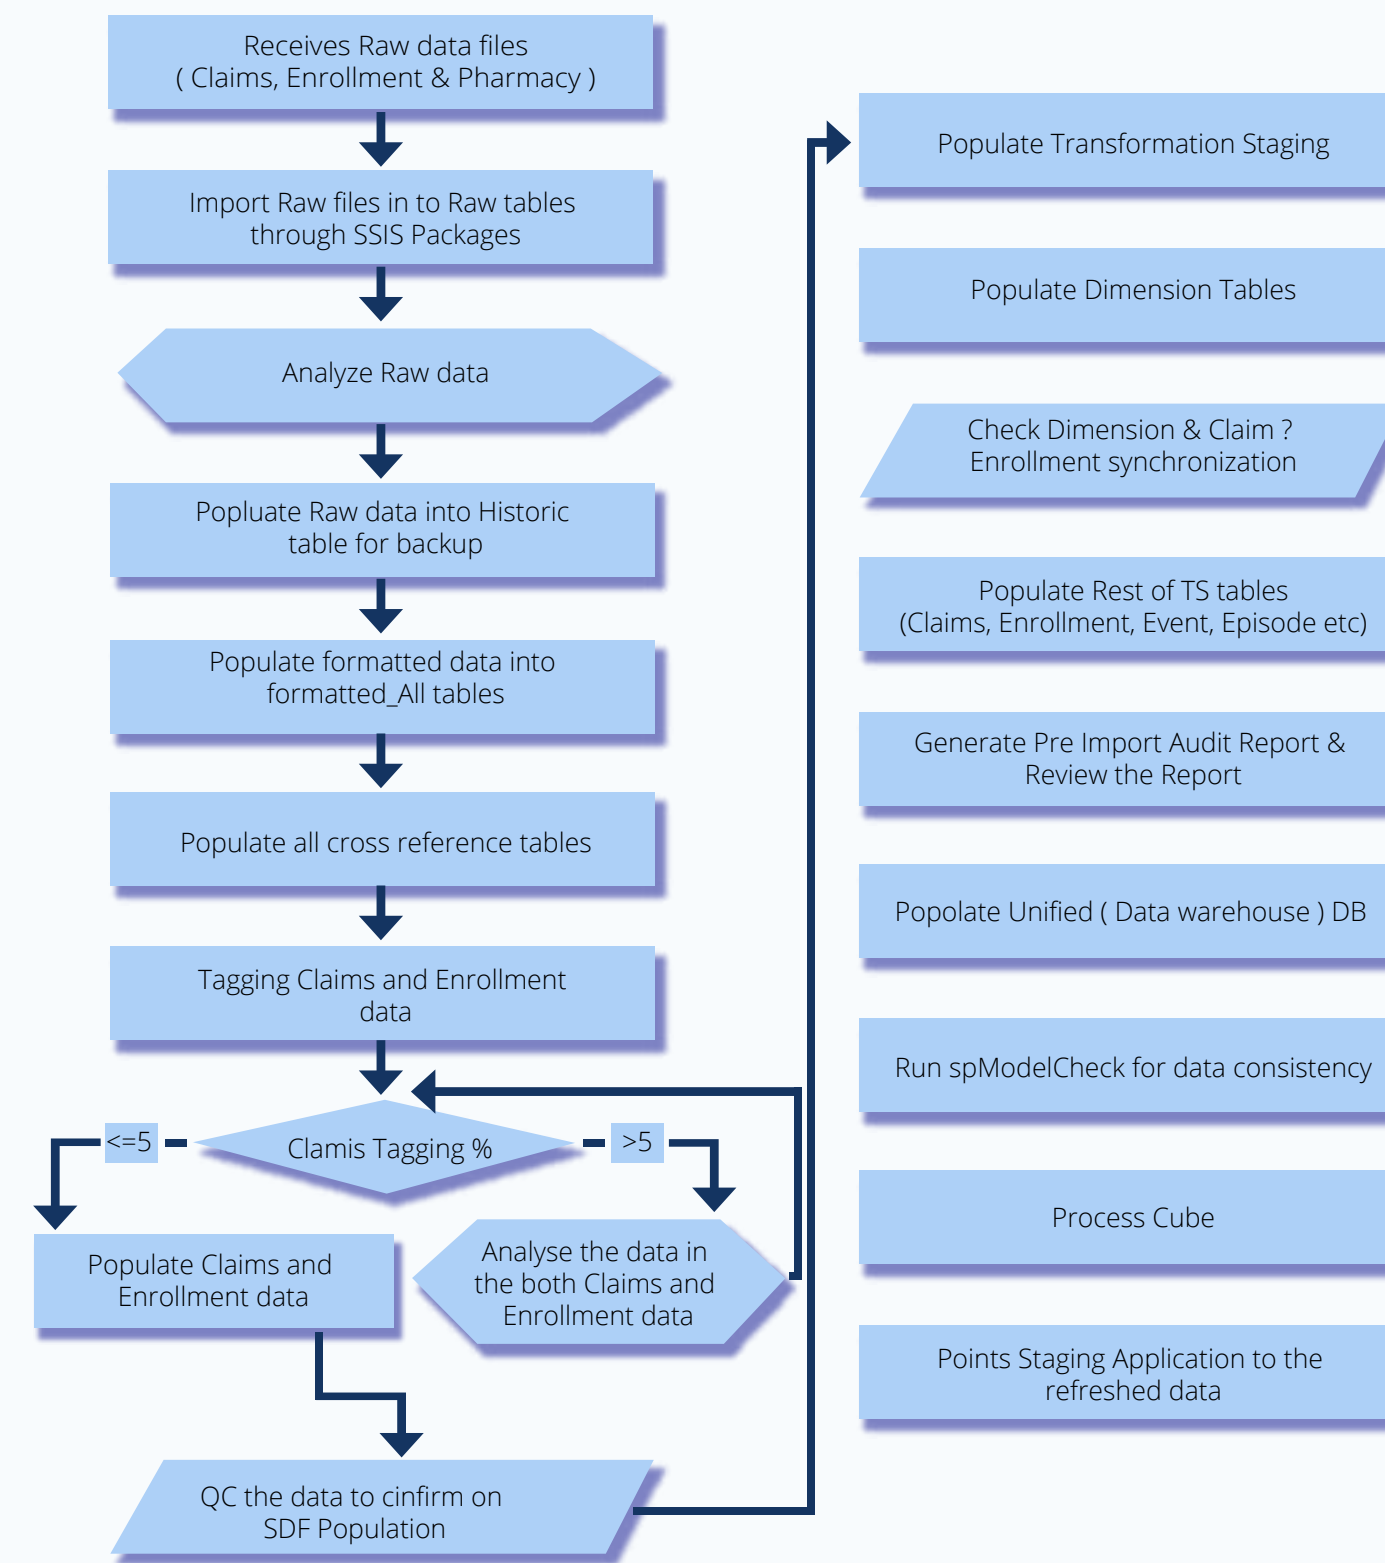 Receives Raw data files
( Claims, Enrollment & Pharmacy )
Import Raw files in to Raw tables
through SSIS Packages
Analyze Raw data
Popluate Raw data into Historic
table for backup
Populate formatted data into
formatted_All tables
Populate all cross reference tables
Tagging Claims and Enrollment
data
Clamis Tagging %
<=5
>5
Populate Claims and
Enrollment data
Analyse the data in
the both Claims and
Enrollment data
QC the data to cinfirm on
SDF Population
Populate Transformation Staging
Populate Dimension Tables
Check Dimension & Claim ?
Enrollment synchronization
Populate Rest of TS tables
(Claims, Enrollment, Event, Episode etc)
Generate Pre Import Audit Report &
Review the Report
Popolate Unified ( Data warehouse ) DB
Run spModelCheck for data consistency
Process Cube
Points Staging Application to the
refreshed data